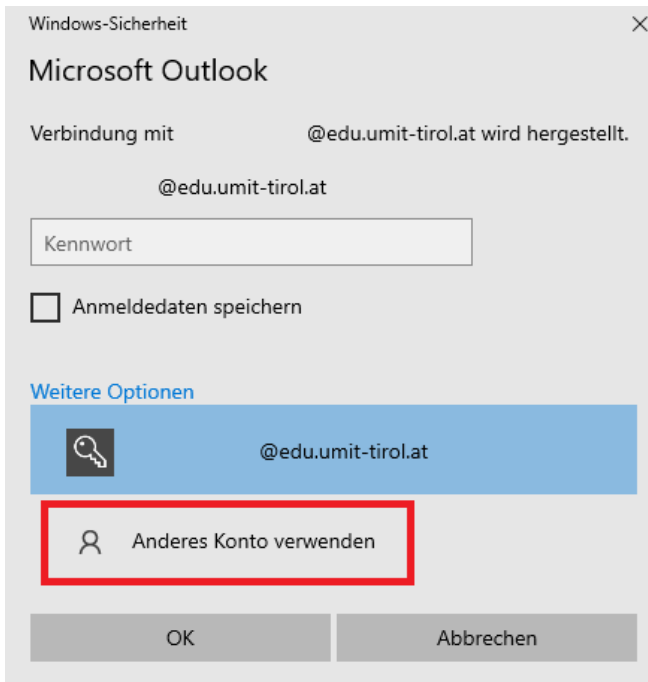 Windows-Sicherheit
Microsoft Outlook
Verbindung mit @edu.umit-tirol.at wird hergestellt.
@edu.umit-tirol.at
Kennwort
Anmeldedaten speichern
Weitere Optionen
@edu.umit-tirol.at
Anderes Konto verwenden
OK Abbrechen